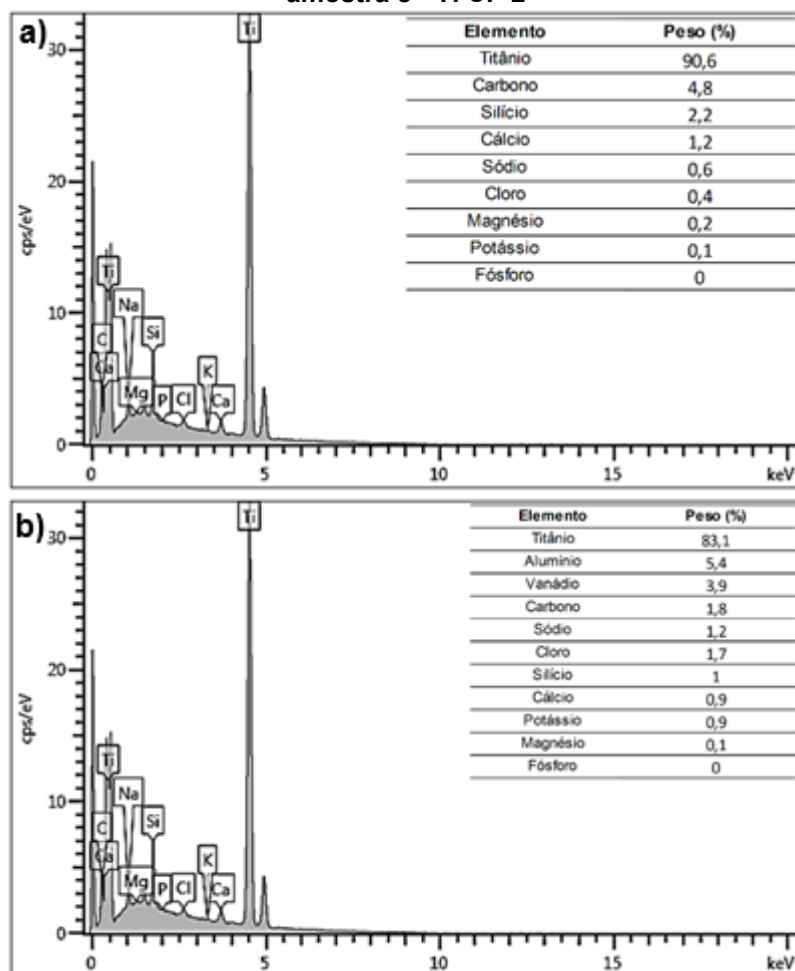 a)
Ti
30
20
10
0
cps/eV
Ti
Na
Si
C
Ca
Mg
P
Cl
K
Ca
0
5
10
15
keV
Elemento Peso (%)
Titânio 90,6
Carbono 4,8
Silício 2,2
Cálcio 1,2
Sódio 0,6
Cloro 0,4
Magnésio 0,2
Potássio 0,1
Fósforo 0
b)
Ti
30
20
10
0
cps/eV
Ti
Na
Si
C
Ca
Mg
P
Cl
K
Ca
0
5
10
15
keV
Elemento Peso (%)
Titânio 83,1
Alumínio 5,4
Vanádio 3,9
Carbono 1,8
Sódio 1,2
Cloro 1,7
Silício 1
Cálcio 0,9
Potássio 0,9
Magnésio 0,1
Fósforo 0